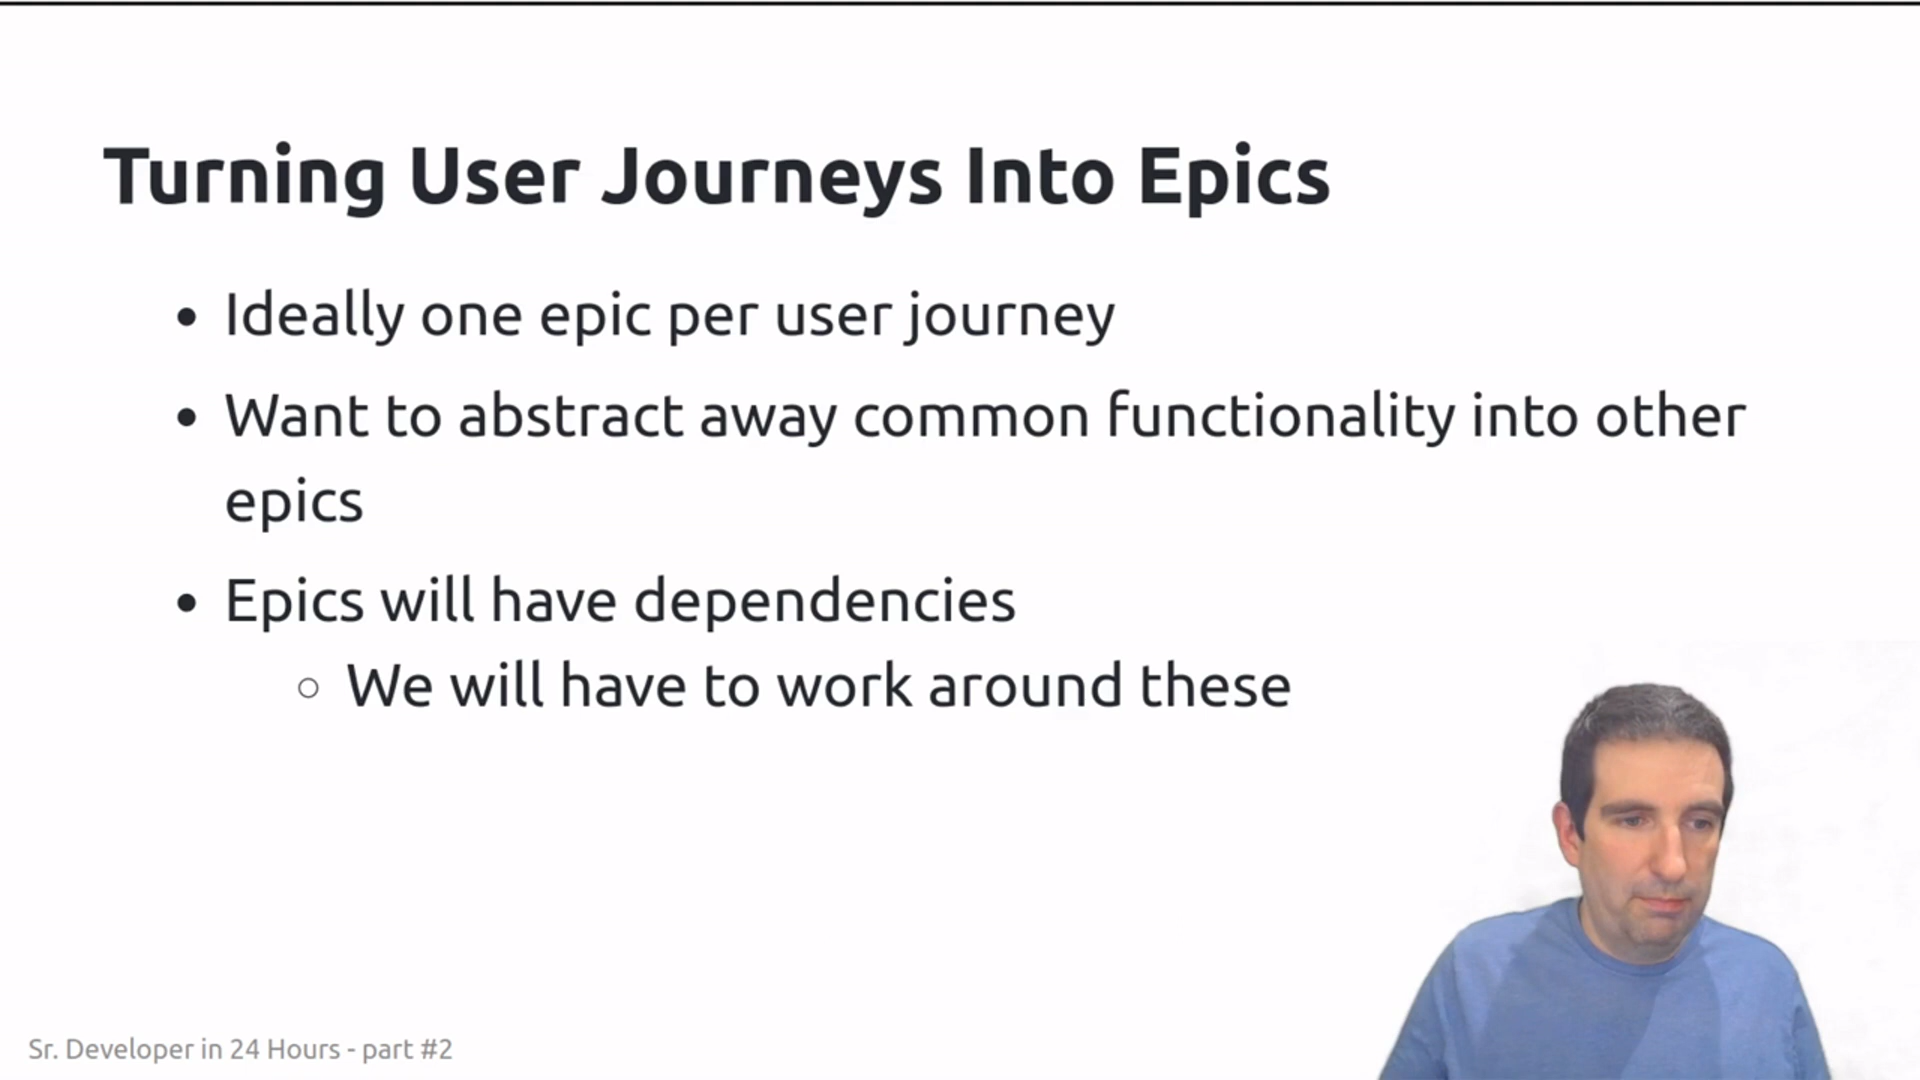 Turning User Journeys Into Epics
• Ideally one epic per user journey
• Want to abstract away common functionality into other
epics
• Epics will have dependencies
○ We will have to work around these
Sr. Developer in 24 Hours - part #2